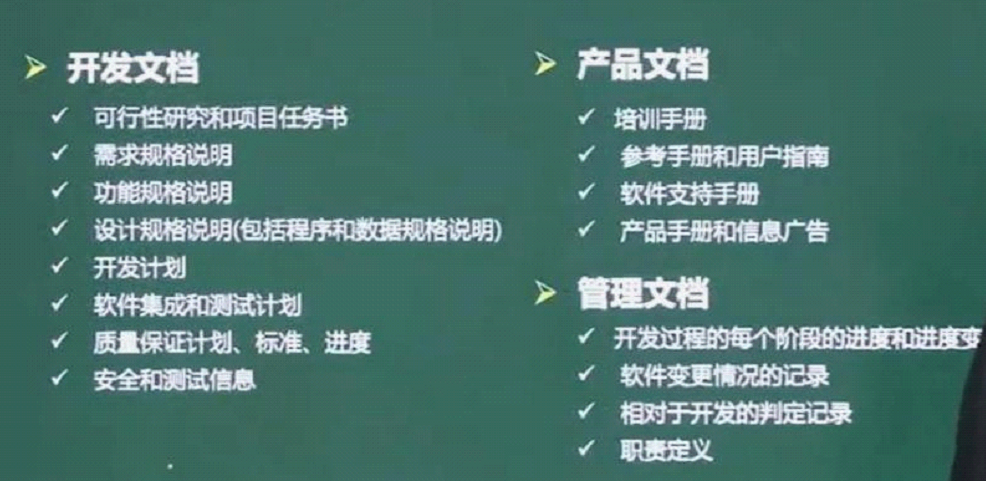 开发文档
可行性研究和项目任务书
需求规格说明
功能规格说明
设计规格说明(包括程序和数据规格说明)
开发计划
软件集成和测试计划
质量保证计划、标准、进度
安全和测试信息
产品文档
培训手册
参考手册和用户指南
软件支持手册
产品手册和信息广告
管理文档
开发过程的每个阶段的进度和进度变
软件变更情况的记录
相对于开发的判定记录
职责定义